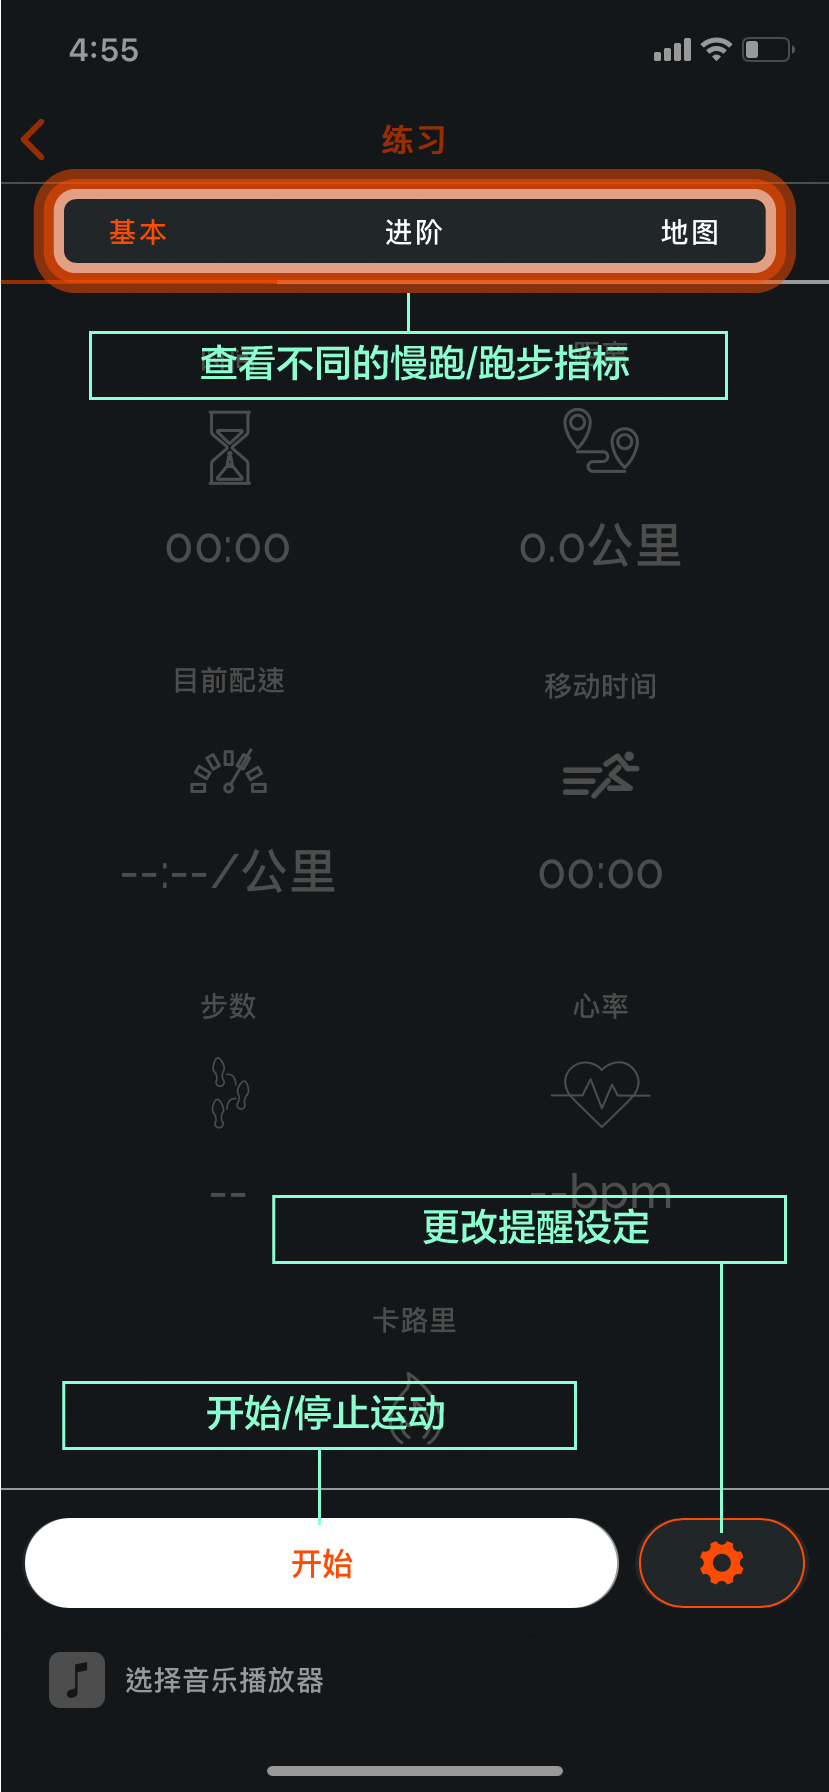 4:55
练习
基本
进阶
地图
查看不同的慢跑/跑步指标
距离
00:00
0.0公里
目前配速
移动时间
--:--/公里
00:00
步数
心率
--
--bpm
更改提醒设定
卡路里
开始/停止运动
开始
选择音乐播放器